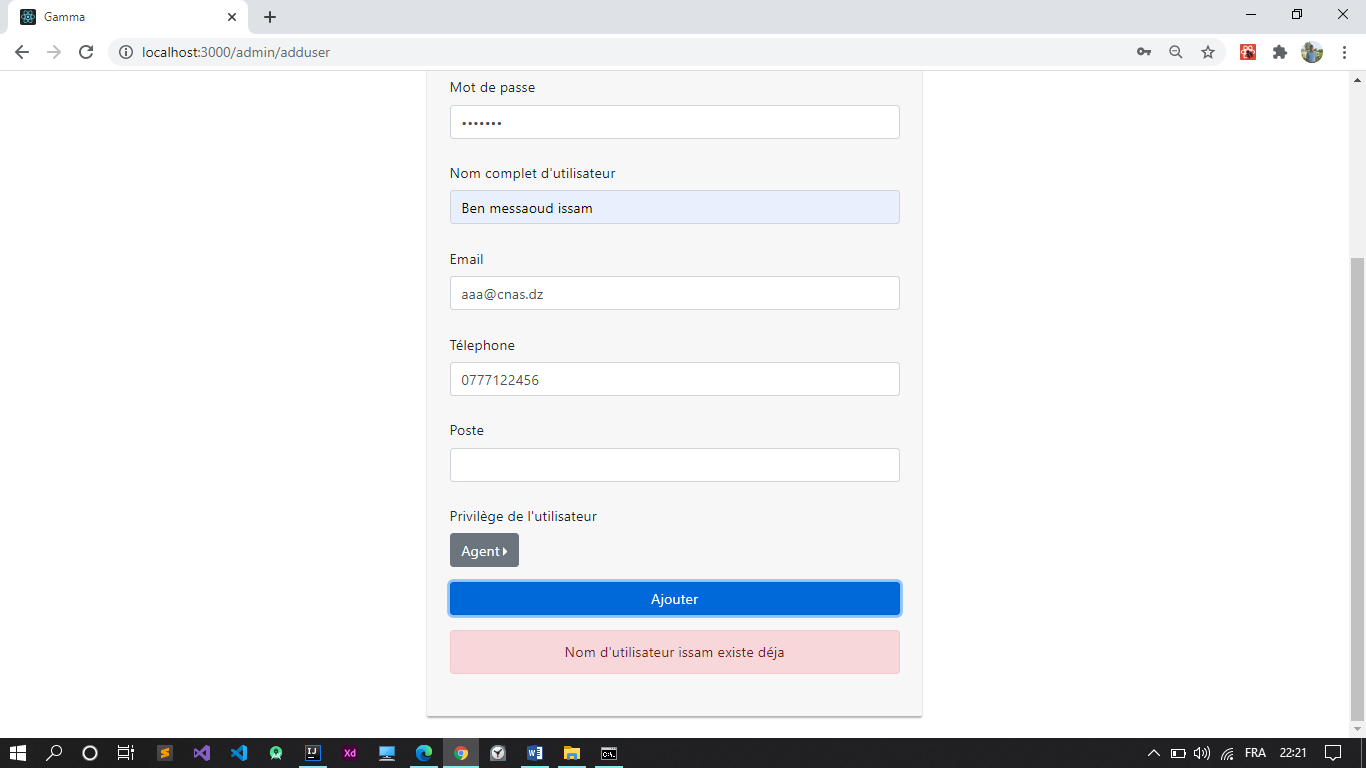 Gamma
localhost:3000/admin/adduser
Mot de passe
•••••••
Nom complet d'utilisateur
Ben messaoud issam
Email
aaa@cnas.dz
Télephone
0777122456
Poste
Privilège de l'utilisateur
Agent
Ajouter
Nom d'utilisateur issam existe déja
IJ
Xd
W
C:\.
FRA
22:21